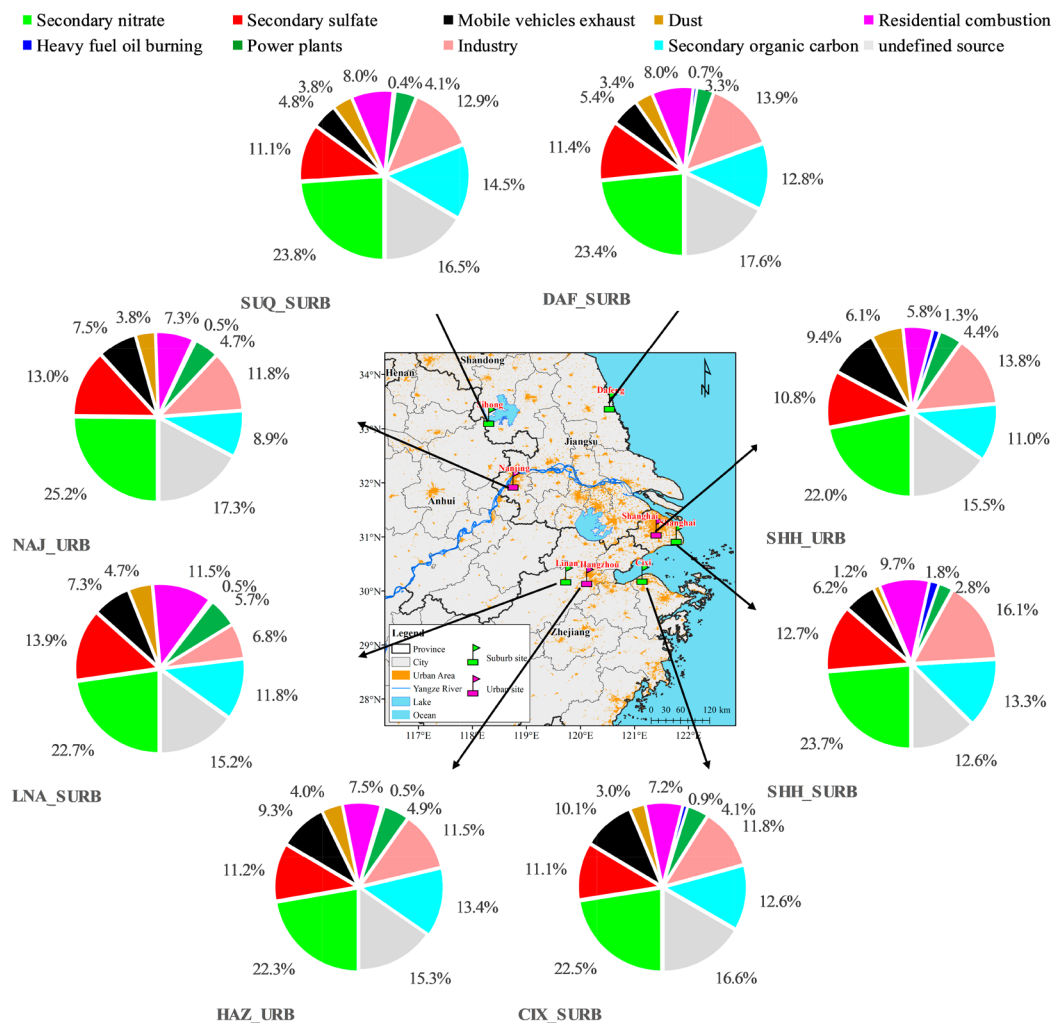 Secondary nitrate Secondary sulfate Mobile vehicles exhaust Dust Residential combustion
Heavy fuel oil burning Power plants Industry Secondary organic carbon undefined source
3.8% 8.0% 0.4% 4.1%
4.8% 12.9%
11.1%
14.5%
23.8%
16.5%
SUQ_SURB
3.4% 8.0% 0.7%
3.3%
5.4% 13.9%
11.4%
12.8%
23.4%
17.6%
DAF_SURB
3.8% 7.3% 0.5%
7.5% 4.7%
13.0% 11.8%
8.9%
25.2%
17.3%
NAJ_URB
6.1% 5.8% 1.3%
9.4% 4.4%
13.8%
10.8%
11.0%
22.0%
15.5%
SHH_URB
34°N
33°N
32°N
31°N
30°N
29°N
28°N
117°E 118°E 119°E 120°E 121°E 122°E
Shandong
Henan
N
Dafeng
Jiangsu
Nanjing
Anhui
Shanghai
Linan Hangzhou Cixi
Zhejiang
Legend
Province
City
Urban Area
Yangze River
Lake
Ocean
Suburb site
Urban site
0 30 60 120 km
4.7% 11.5% 0.5%
7.3% 5.7%
13.9% 6.8%
11.8%
22.7%
15.2%
LNA_SURB
1.2% 9.7% 1.8%
6.2% 2.8%
16.1%
12.7%
13.3%
23.7%
12.6%
SHH_SURB
4.0% 7.5% 0.5%
9.3% 4.9%
11.5%
11.2%
13.4%
22.3%
15.3%
HAZ_URB
3.0% 7.2% 0.9%
10.1% 4.1%
11.8%
11.1%
12.6%
22.5%
16.6%
CIX_SURB